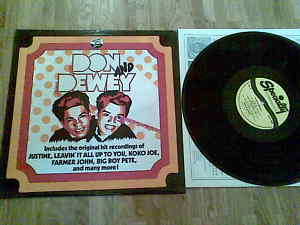 DON
AND
DEWEY
Includes the original hit recordings of
JUSTINE, LEAVIN' IT ALL UP TO YOU, KOKO JOE,
FARMER JOHN, BIG BOY PETE,
and many more!
Specialty